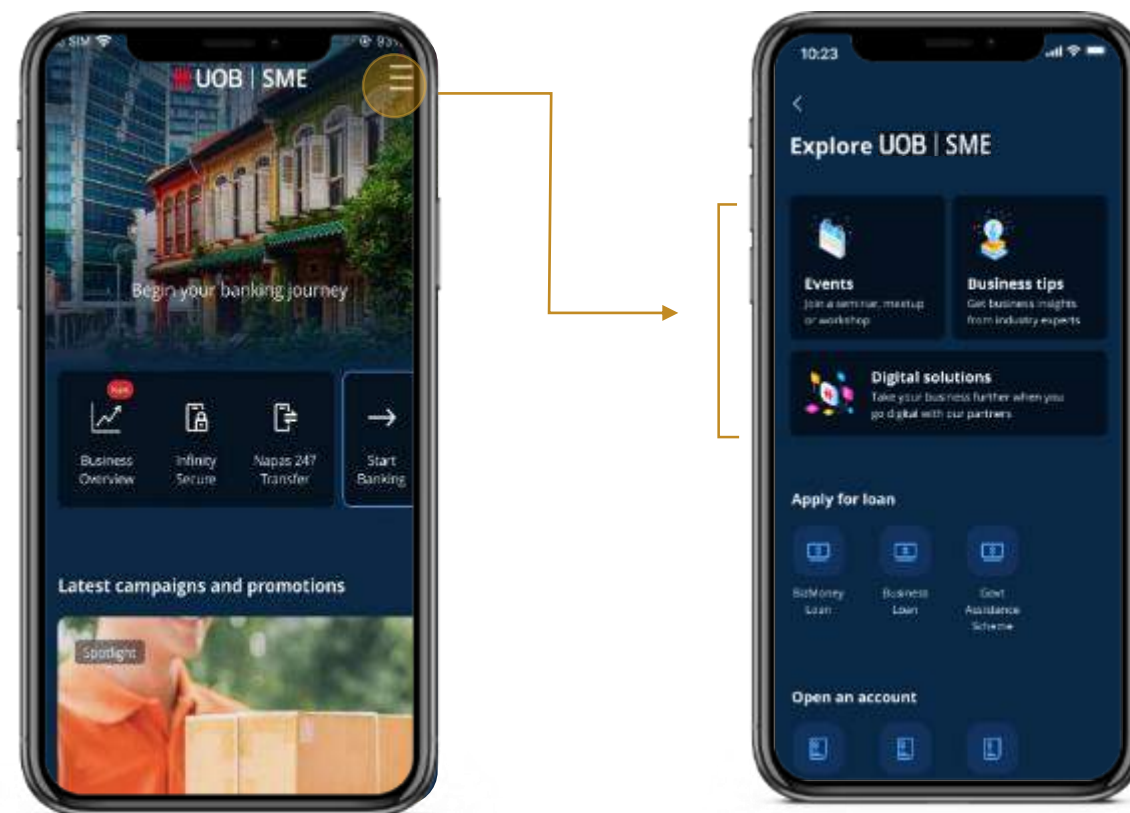 SIM
93%
UOB | SME
Begin your banking journey
New
Business
Overview
Infinity
Secure
Napas 247
Transfer
Start
Banking
Latest campaigns and promotions
Spotlight
10:23
Explore UOB | SME
Events
Join a seminar, meetup
or workshop
Business tips
Get business insights
from industry experts
Digital solutions
Take your business further when you
go digital with our partners
Apply for loan
BizMoney
Loan
Business
Loan
Govt
Assistance
Scheme
Open an account